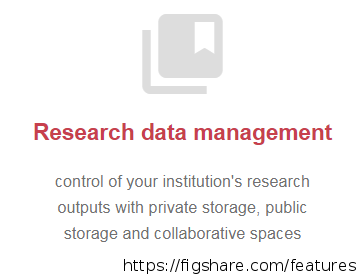 Research data management
control of your institution's research
outputs with private storage, public
storage and collaborative spaces
https://figshare.com/features